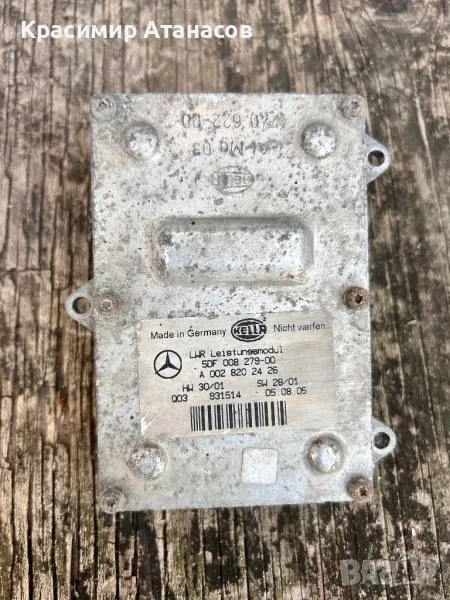 Красимир Атанасов
Made in Germany HELLA Nicht werfen
LWR Leistungsmodul
5DF 008 279-00
A 002 820 24 26
HW 30/01 SW 28/01
Q03 931514 05.08.05